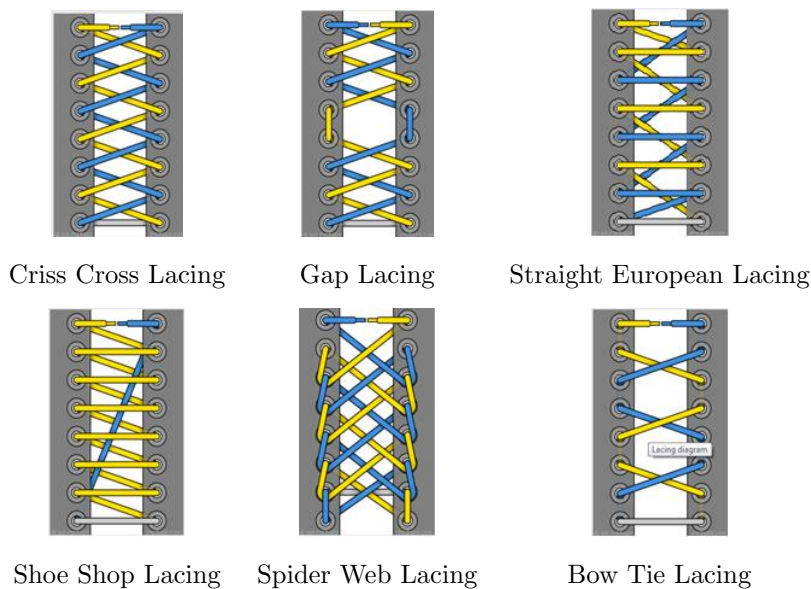 Criss Cross Lacing
Gap Lacing
Straight European Lacing
Lacing diagram
Shoe Shop Lacing
Spider Web Lacing
Bow Tie Lacing